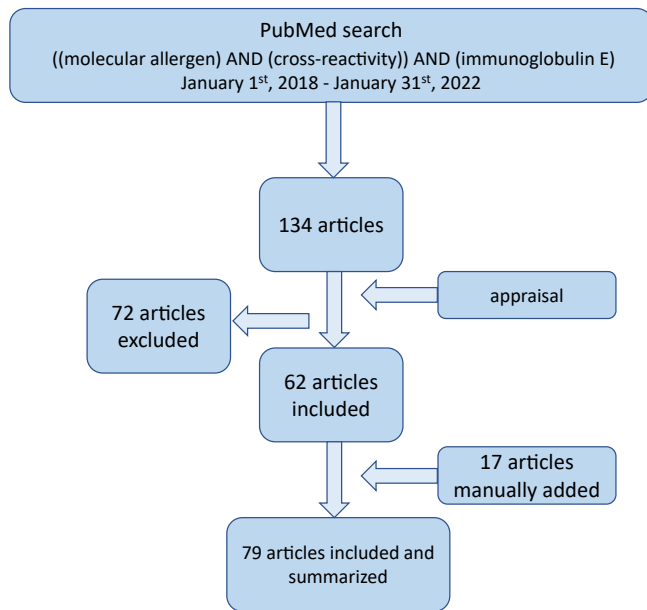 PubMed search
((molecular allergen) AND (cross-reactivity)) AND (immunoglobulin E)
January 1st, 2018 - January 31st, 2022
134 articles
appraisal
72 articles
excluded
62 articles
included
17 articles
manually added
79 articles included and
summarized